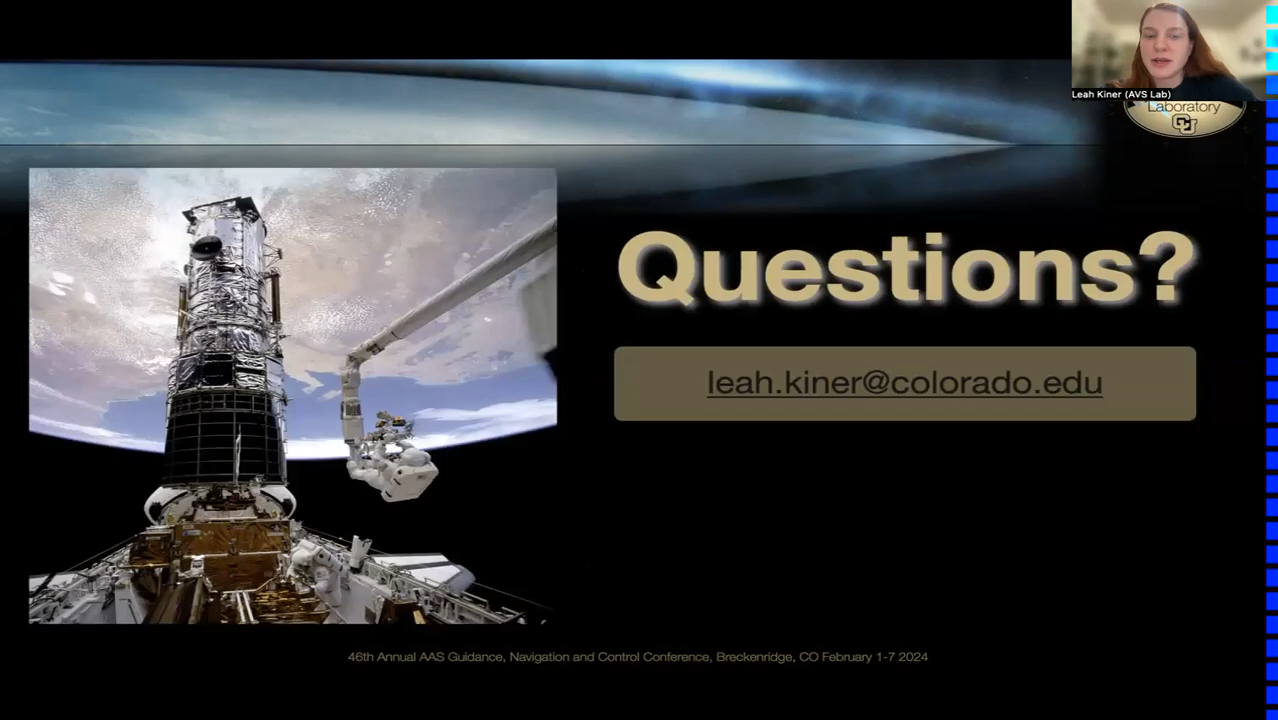 Leah Kiner (AVS Lab)
Laboratory
CU
Questions?
leah.kiner@colorado.edu
46th Annual AAS Guidance, Navigation and Control Conference, Breckenridge, CO February 1-7 2024